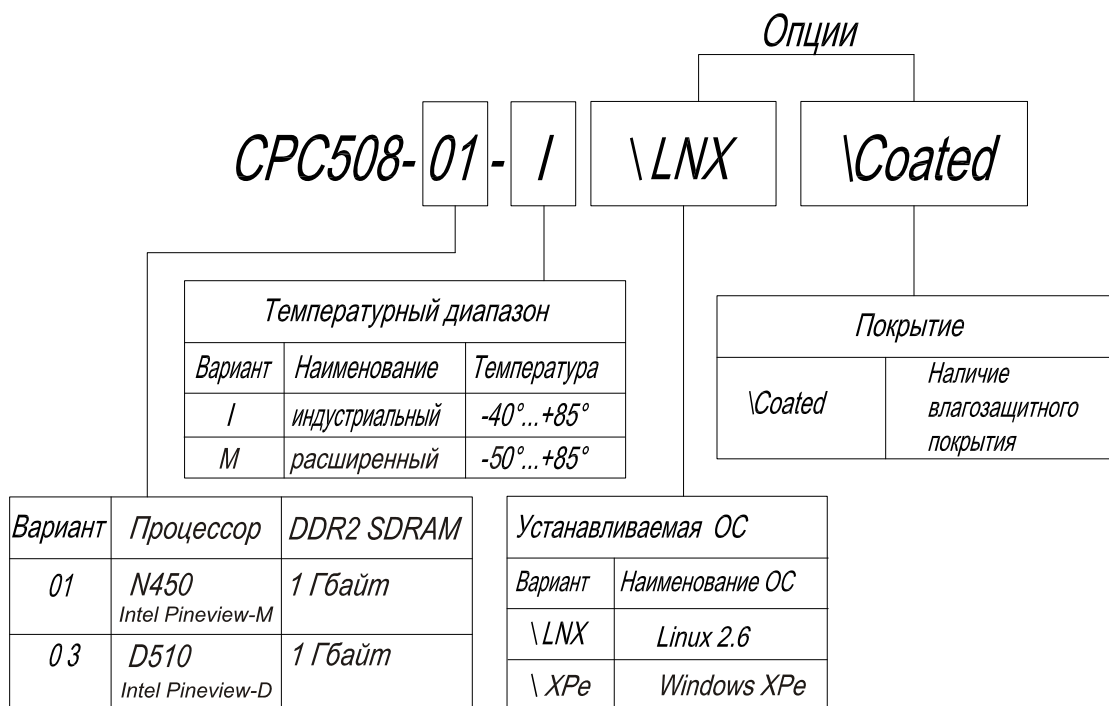 Опции
CPC508- 01 - I \LNX \Coated
Температурный диапазон
Вариант Наименование Температура
I индустриальный -40°...+85°
M расширенный -50°...+85°
Покрытие
\Coated Наличие
влагозащитного
покрытия
Вариант Процессор DDR2 SDRAM
01 N450 1 Гбайт
Intel Pineview-M
03 D510 1 Гбайт
Intel Pineview-D
Устанавливаемая ОС
Вариант Наименование ОС
\LNX Linux 2.6
\ XPe Windows XPe